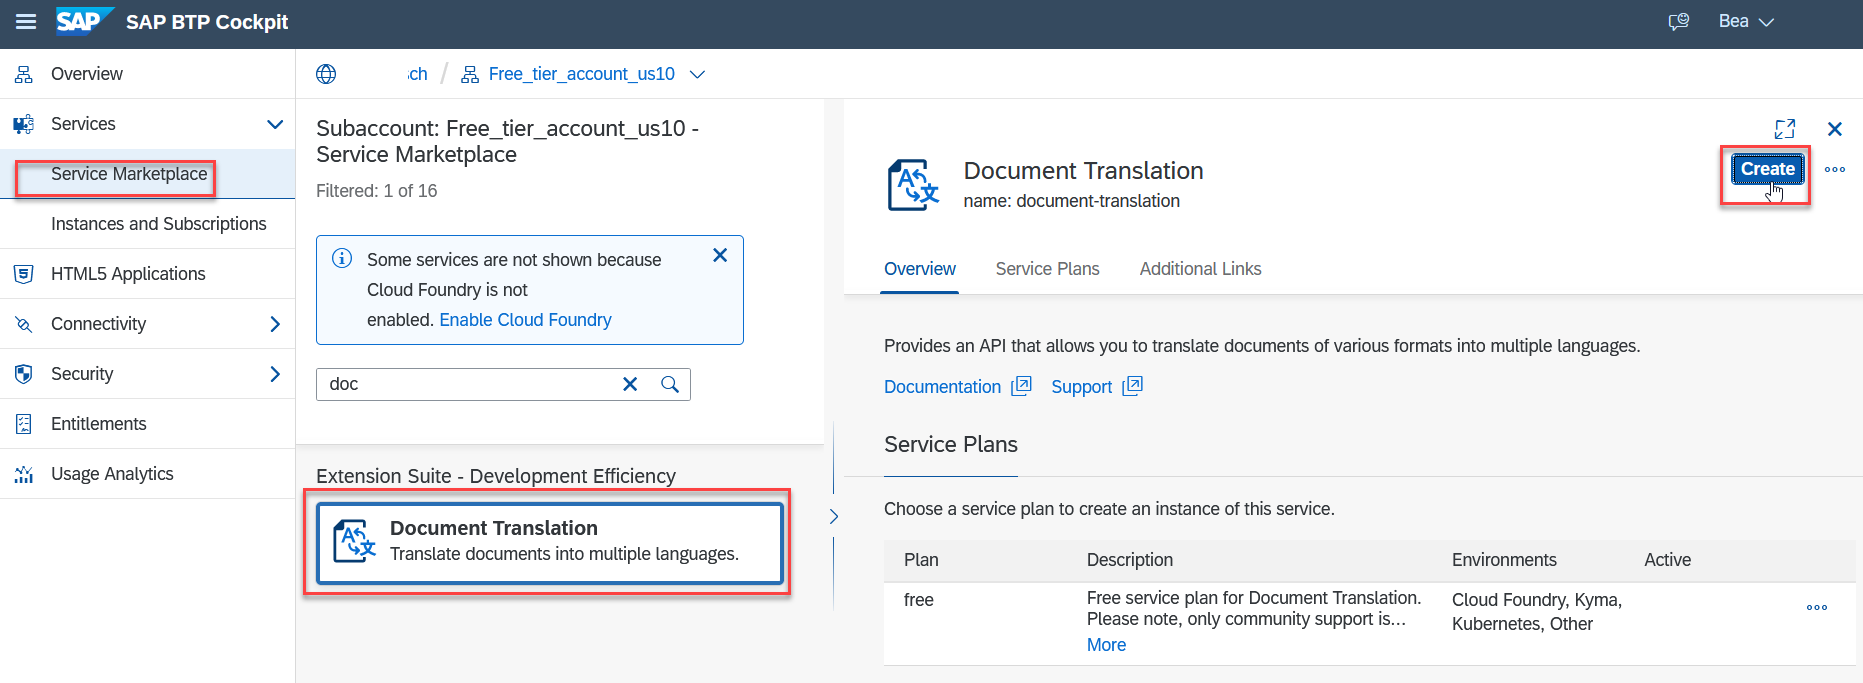 SAP SAP BTP Cockpit
Bea
Overview
Services
Service Marketplace
Instances and Subscriptions
HTML5 Applications
Connectivity
Security
Entitlements
Usage Analytics
ch / Free_tier_account_us10
Subaccount: Free_tier_account_us10 -
Service Marketplace
Filtered: 1 of 16
Some services are not shown because
Cloud Foundry is not
enabled. Enable Cloud Foundry
doc
Extension Suite - Development Efficiency
Document Translation
Translate documents into multiple languages.
Document Translation
name: document-translation
Create
Overview Service Plans Additional Links
Provides an API that allows you to translate documents of various formats into multiple languages.
Documentation Support
Service Plans
Choose a service plan to create an instance of this service.
Plan Description Environments Active
free
Free service plan for Document Translation.
Please note, only community support is...
More
Cloud Foundry, Kyma,
Kubernetes, Other